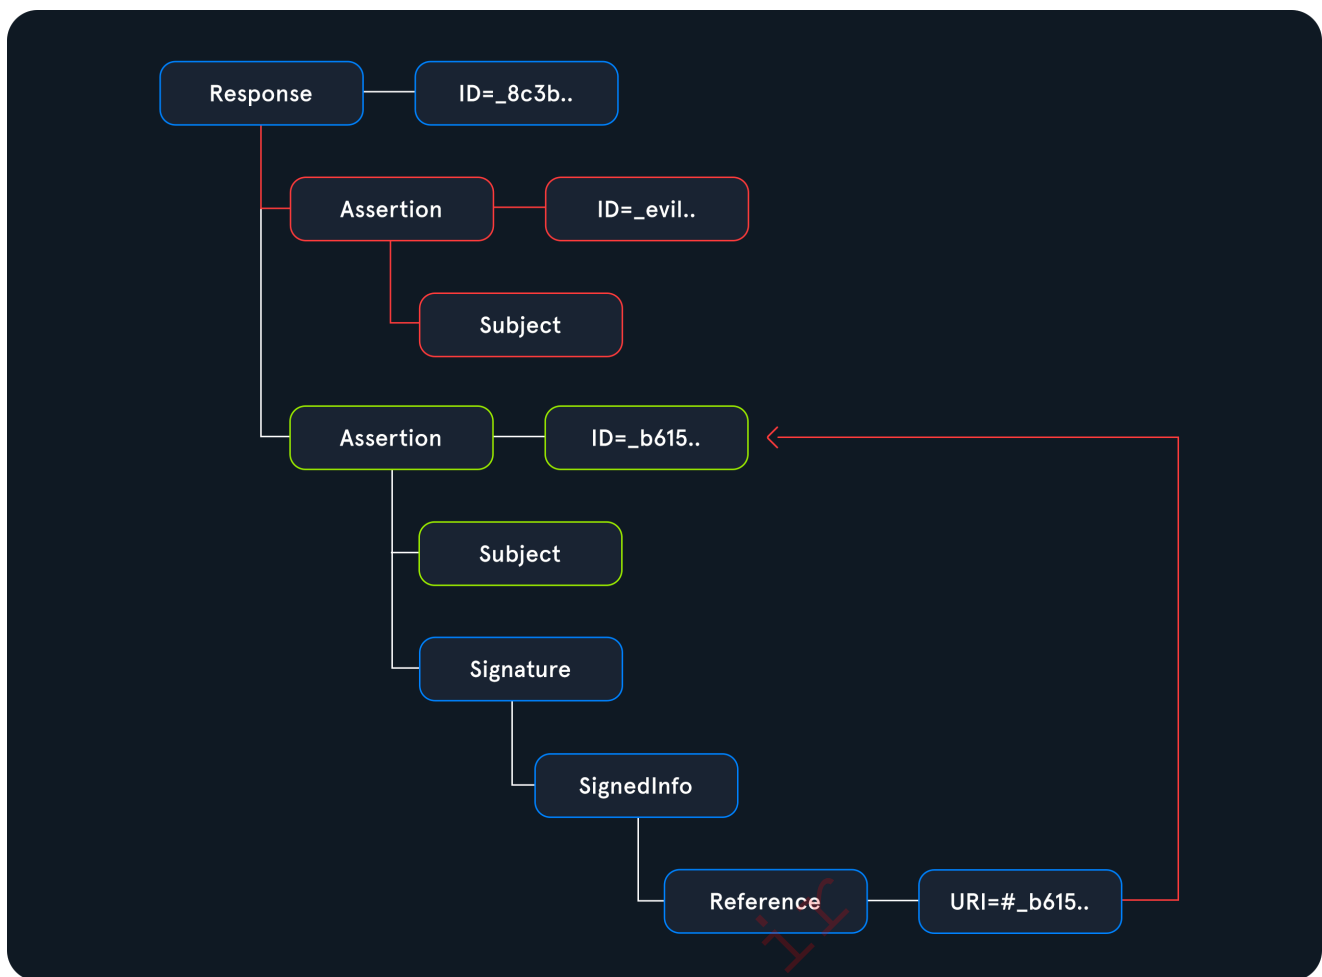 Response
ID=_8c3b..
Assertion
ID=_evil..
Subject
Assertion
ID=_b615..
Subject
Signature
SignedInfo
Reference
URI=#_b615..